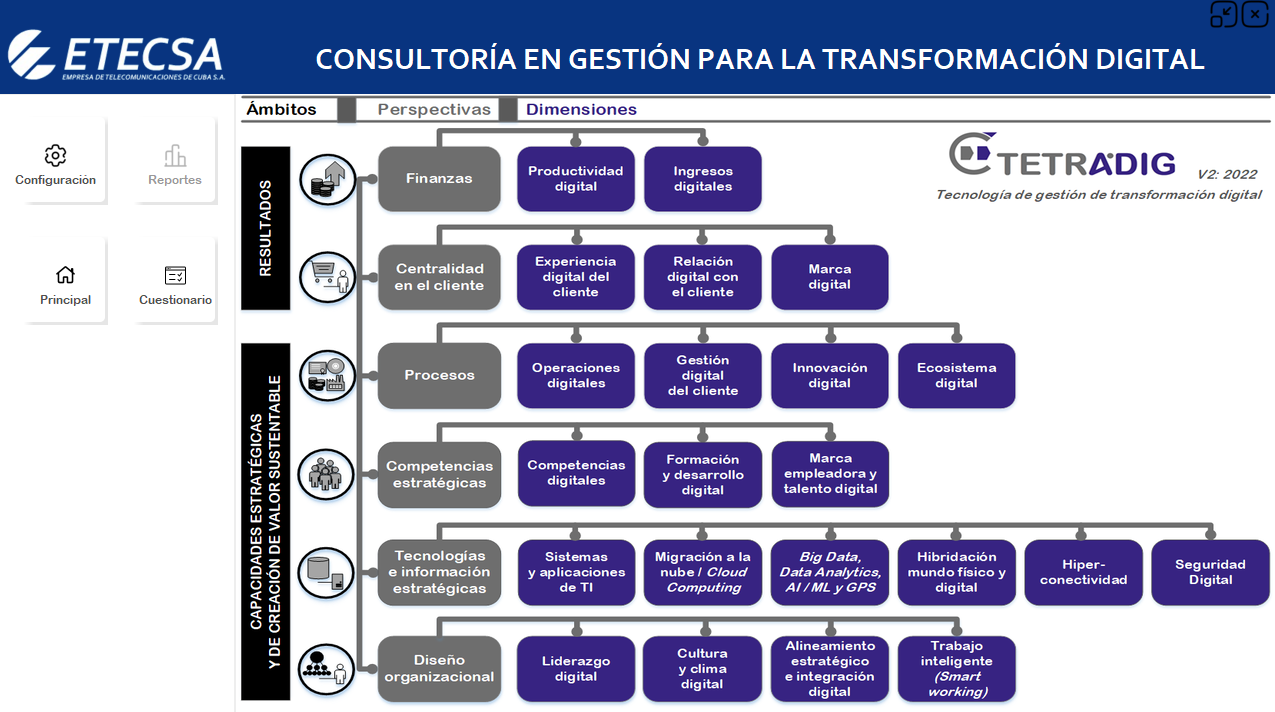 ETECSA
EMPRESA DE TELECOMUNICACIONES DE CUBA S.A.
CONSULTORÍA EN GESTIÓN PARA LA TRANSFORMACIÓN DIGITAL
Configuración
Reportes
Principal
Cuestionario
Ámbitos
Perspectivas
Dimensiones
TETRADIG
V2: 2022
Tecnología de gestión de transformación digital
RESULTADOS
Finanzas
Productividad
digital
Ingresos
digitales
Centralidad
en el cliente
Experiencia
digital del
cliente
Relación
digital con
el cliente
Marca
digital
CAPACIDADES ESTRATÉGICAS
Y DE CREACIÓN DE VALOR SUSTENTABLE
Procesos
Operaciones
digitales
Gestión
digital
del cliente
Innovación
digital
Ecosistema
digital
Competencias
estratégicas
Competencias
digitales
Formación
y desarrollo
digital
Marca
empleadora y
talento digital
Tecnologías
e información
estratégicas
Sistemas
y aplicaciones
de TI
Migración a la
nube / Cloud
Computing
Big Data,
Data Analytics,
AI / ML y GPS
Hibridación
mundo físico y
digital
Hiper-
conectividad
Seguridad
Digital
Diseño
organizacional
Liderazgo
digital
Cultura
y clima
digital
Alineamiento
estratégico
e integración
digital
Trabajo
inteligente
(Smart
working)